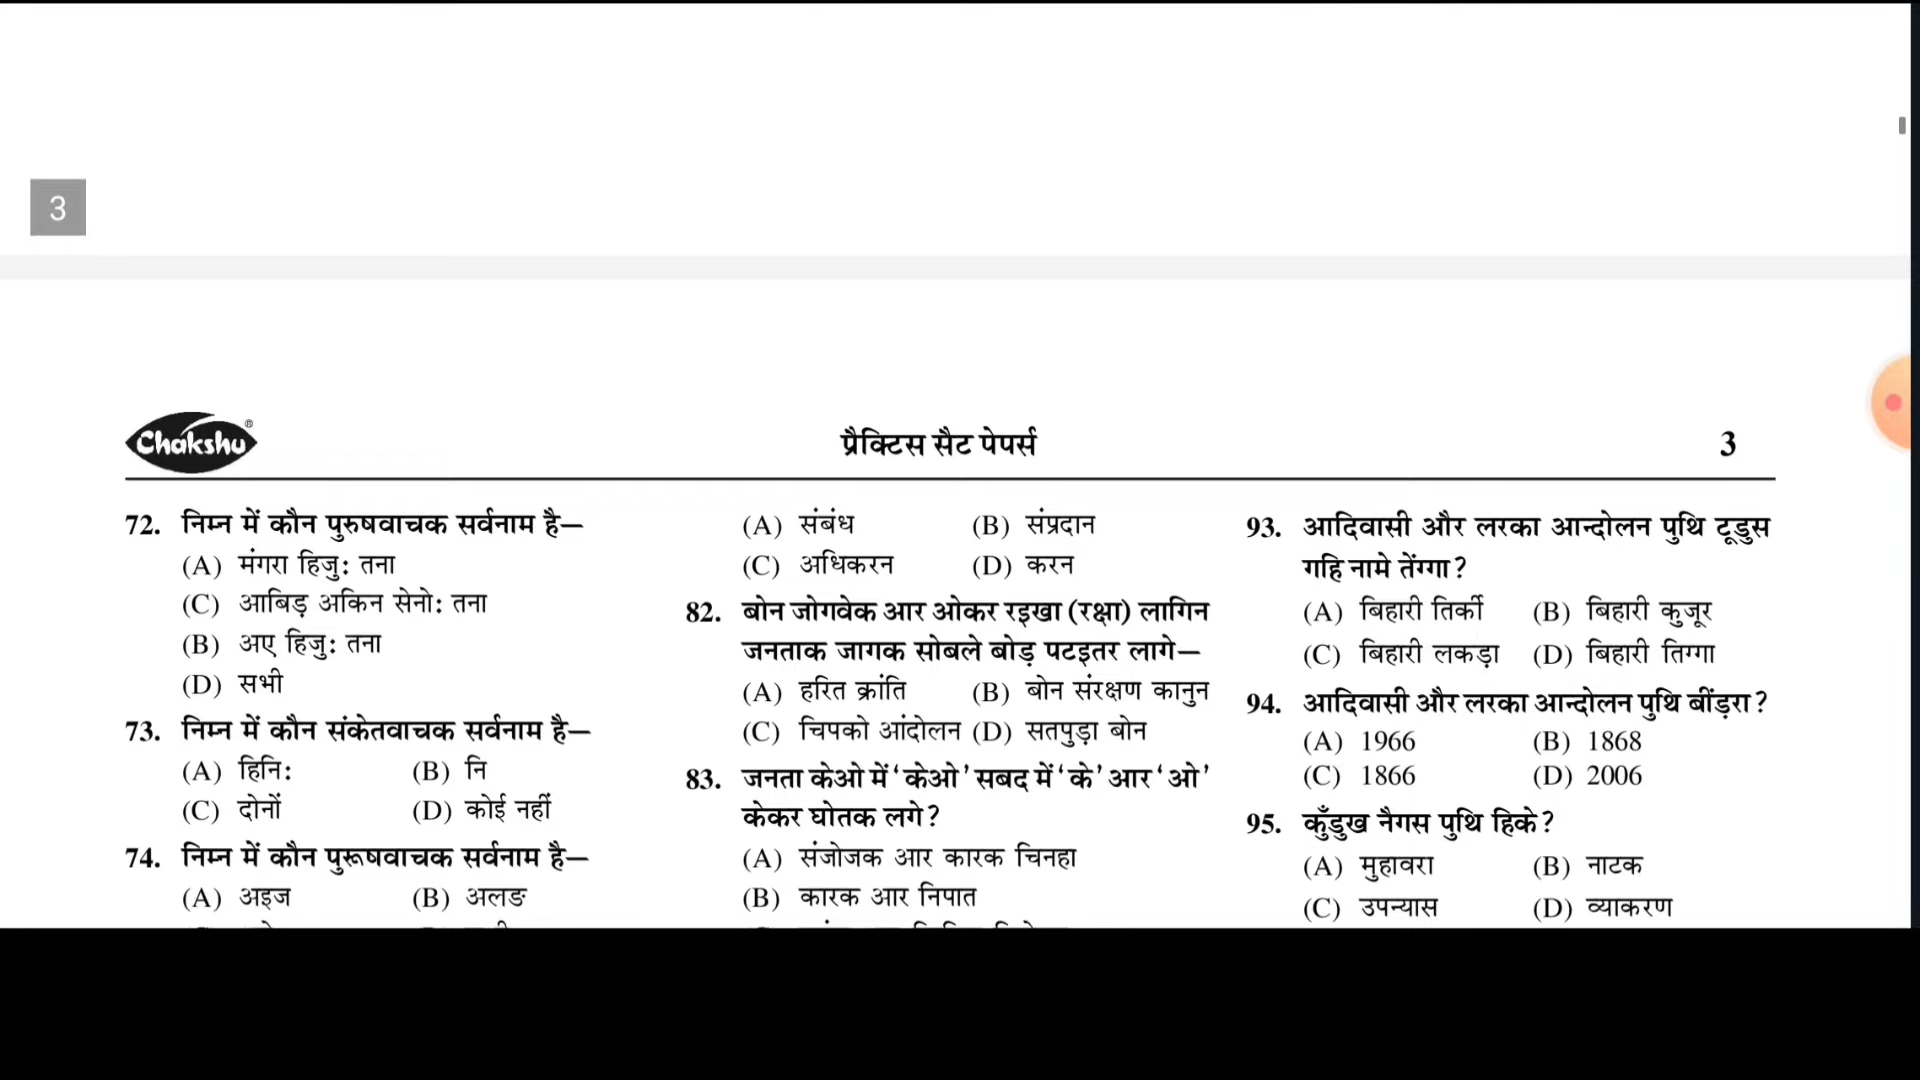 3
Chakshu®
प्रैक्टिस सैट पेपर्स
3
72. निम्न में कौन पुरुषवाचक सर्वनाम है—
(A) मंगरा हिजुः तना
(C) आबिड़ अकिन सेनोः तना
(B) अए हिजुः तना
(D) सभी
73. निम्न में कौन संकेतवाचक सर्वनाम है—
(A) हिनिः (B) नि
(C) दोनों (D) कोई नहीं
74. निम्न में कौन पुरूषवाचक सर्वनाम है—
(A) अइज (B) अलङ
(A) संबंध (B) संप्रदान
(C) अधिकरन (D) करन
82. बोन जोगवेक आर ओकर रइखा (रक्षा) लागिन
जनताक जागक सोबले बोड़ पटइतर लागे—
(A) हरित क्रांति (B) बोन संरक्षण कानुन
(C) चिपको आंदोलन (D) सतपुड़ा बोन
83. जनता केओ में ‘केओ’ सबद में ‘के’ आर ‘ओ’
केकर घोतक लगे?
(A) संजोजक आर कारक चिनहा
(B) कारक आर निपात
93. आदिवासी और लरका आन्दोलन पुथि टूडुस
गहि नामे तेंग्गा?
(A) बिहारी तिर्की (B) बिहारी कुजूर
(C) बिहारी लकड़ा (D) बिहारी तिग्गा
94. आदिवासी और लरका आन्दोलन पुथि बींड़रा?
(A) 1966 (B) 1868
(C) 1866 (D) 2006
95. कुँड़ुख नैगस पुथि हिके?
(A) मुहावरा (B) नाटक
(C) उपन्यास (D) व्याकरण